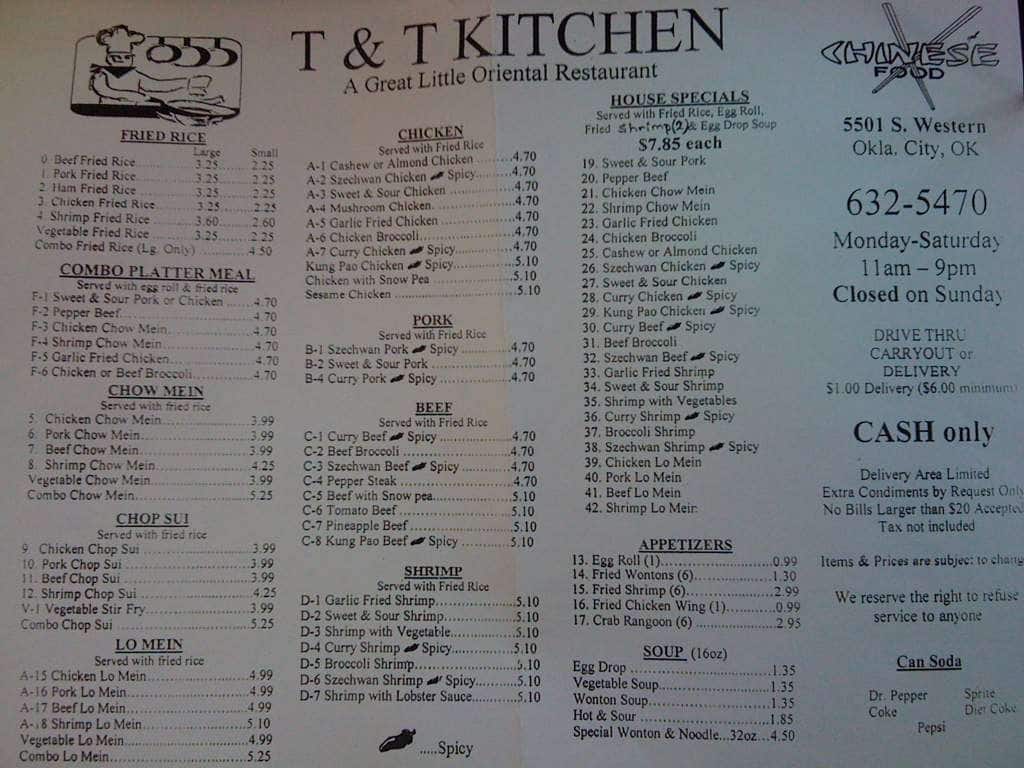 T & T KITCHEN
A Great Little Oriental Restaurant
FRIED RICE
Large Small
0. Beef Fried Rice 3.25 2.25
1. Pork Fried Rice 3.25 2.25
2. Ham Fried Rice 3.25 2.25
3. Chicken Fried Rice 3.25 2.25
4. Shrimp Fried Rice 3.60 2.60
Vegetable Fried Rice 3.25 2.25
Combo Fried Rice (Lg. Only) 4.50
COMBO PLATTER MEAL
Served with egg roll & fried rice
F-1 Sweet & Sour Pork or Chicken 4.70
F-2 Pepper Beef 4.70
F-3 Chicken Chow Mein 4.70
F-4 Shrimp Chow Mein 4.70
F-5 Garlic Fried Chicken 4.70
F-6 Chicken or Beef Broccoli 4.70
CHOW MEIN
Served with fried rice
5. Chicken Chow Mein 3.99
6. Pork Chow Mein 3.99
7. Beef Chow Mein 3.99
8. Shrimp Chow Mein 4.25
Vegetable Chow Mein 3.99
Combo Chow Mein 5.25
CHOP SUI
Served with fried rice
9. Chicken Chop Sui 3.99
10. Pork Chop Sui 3.99
11. Beef Chop Sui 3.99
12. Shrimp Chop Sui 4.25
V-1 Vegetable Stir Fry 3.99
Combo Chop Sui 5.25
LO MEIN
Served with fried rice
A-15 Chicken Lo Mein 4.99
A-16 Pork Lo Mein 4.99
A-17 Beef Lo Mein 4.99
A-18 Shrimp Lo Mein 5.10
Vegetable Lo Mein 4.99
Combo Lo Mein 5.25
CHICKEN
Served with Fried Rice
A-1 Cashew or Almond Chicken 4.70
A-2 Szechwan Chicken Spicy 4.70
A-3 Sweet & Sour Chicken 4.70
A-4 Mushroom Chicken 4.70
A-5 Garlic Fried Chicken 4.70
A-6 Chicken Broccoli 4.70
A-7 Curry Chicken Spicy 4.70
Kung Pao Chicken Spicy 5.10
Chicken with Snow Pea 5.10
Sesame Chicken 5.10
PORK
Served with Fried Rice
B-1 Szechwan Pork Spicy 4.70
B-2 Sweet & Sour Pork 4.70
B-4 Curry Pork Spicy 4.70
BEEF
Served with Fried Rice
C-1 Curry Beef Spicy 4.70
C-2 Beef Broccoli 4.70
C-3 Szechwan Beef Spicy 4.70
C-4 Pepper Steak 4.70
C-5 Beef with Snow pea 5.10
C-6 Tomato Beef 5.10
C-7 Pineapple Beef 5.10
C-8 Kung Pao Beef Spicy 5.10
SHRIMP
Served with Fried Rice
D-1 Garlic Fried Shrimp 5.10
D-2 Sweet & Sour Shrimp 5.10
D-3 Shrimp with Vegetable 5.10
D-4 Curry Shrimp Spicy 5.10
D-5 Broccoli Shrimp 5.10
D-6 Szechwan Shrimp Spicy 5.10
D-7 Shrimp with Lobster Sauce 5.10
.....Spicy
HOUSE SPECIALS
Served with Fried Rice, Egg Roll,
Fried Shrimp(2) & Egg Drop Soup
$7.85 each
19. Sweet & Sour Pork
20. Pepper Beef
21. Chicken Chow Mein
22. Shrimp Chow Mein
23. Garlic Fried Chicken
24. Chicken Broccoli
25. Cashew or Almond Chicken
26. Szechwan Chicken Spicy
27. Sweet & Sour Chicken
28. Curry Chicken Spicy
29. Kung Pao Chicken Spicy
30. Curry Beef Spicy
31. Beef Broccoli
32. Szechwan Beef Spicy
33. Garlic Fried Shrimp
34. Sweet & Sour Shrimp
35. Shrimp with Vegetables
36. Curry Shrimp Spicy
37. Broccoli Shrimp
38. Szechwan Shrimp Spicy
39. Chicken Lo Mein
40. Pork Lo Mein
41. Beef Lo Mein
42. Shrimp Lo Mein
APPETIZERS
13. Egg Roll (1) 0.99
14. Fried Wontons (6) 1.30
15. Fried Shrimp (6) 2.99
16. Fried Chicken Wing (1) 0.99
17. Crab Rangoon (6) 2.95
SOUP (16oz)
Egg Drop 1.35
Vegetable Soup 1.35
Wonton Soup 1.35
Hot & Sour 1.85
Special Wonton & Noodle...32oz...4.50
CHINESE
FOOD
5501 S. Western
Okla. City, OK
632-5470
Monday-Saturday
11am – 9pm
Closed on Sunday
DRIVE THRU
CARRYOUT or
DELIVERY
$1.00 Delivery ($6.00 minimum)
CASH only
Delivery Area Limited
Extra Condiments by Request Only
No Bills Larger than $20 Accepted
Tax not included
Items & Prices are subject to chang
We reserve the right to refuse
service to anyone
Can Soda
Dr. Pepper Sprite
Coke Diet Coke
Pepsi